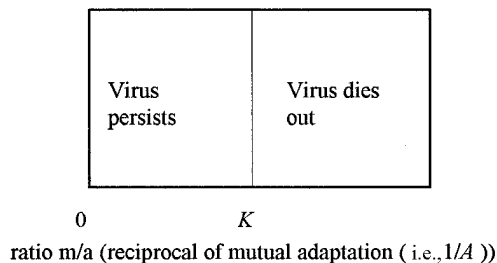 Virus persists
Virus dies out
0 K
ratio m/a (reciprocal of mutual adaptation ( i.e.,1/A ))